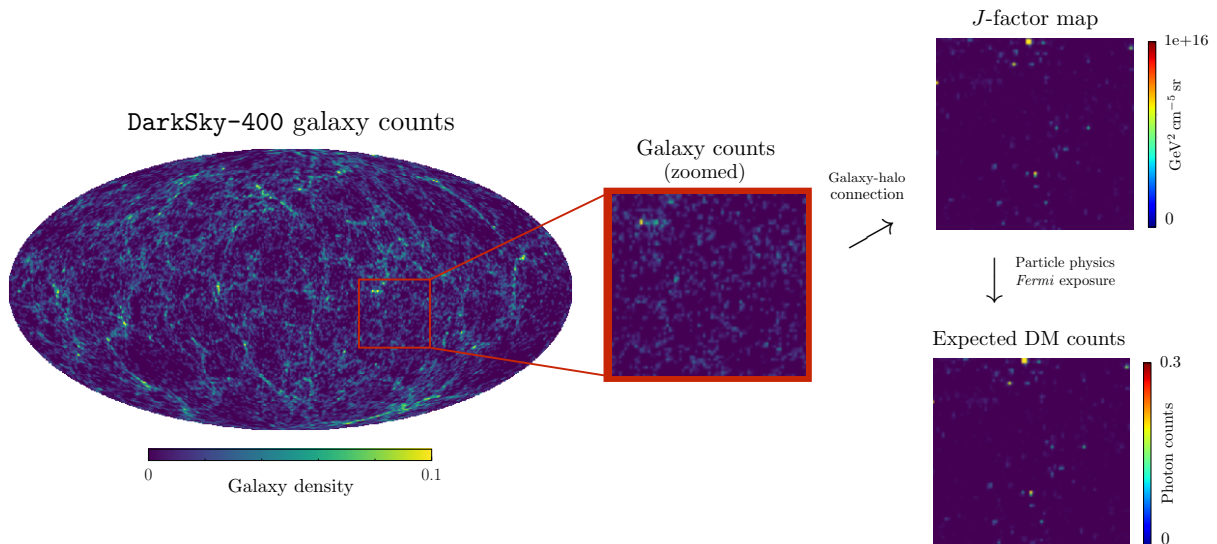 DarkSky-400 galaxy counts
0
0.1
Galaxy density
Galaxy counts
(zoomed)
Galaxy-halo
connection
J-factor map
1e+16
0
GeV² cm⁻⁵ sr
Particle physics
Fermi exposure
Expected DM counts
0.3
0
Photon counts